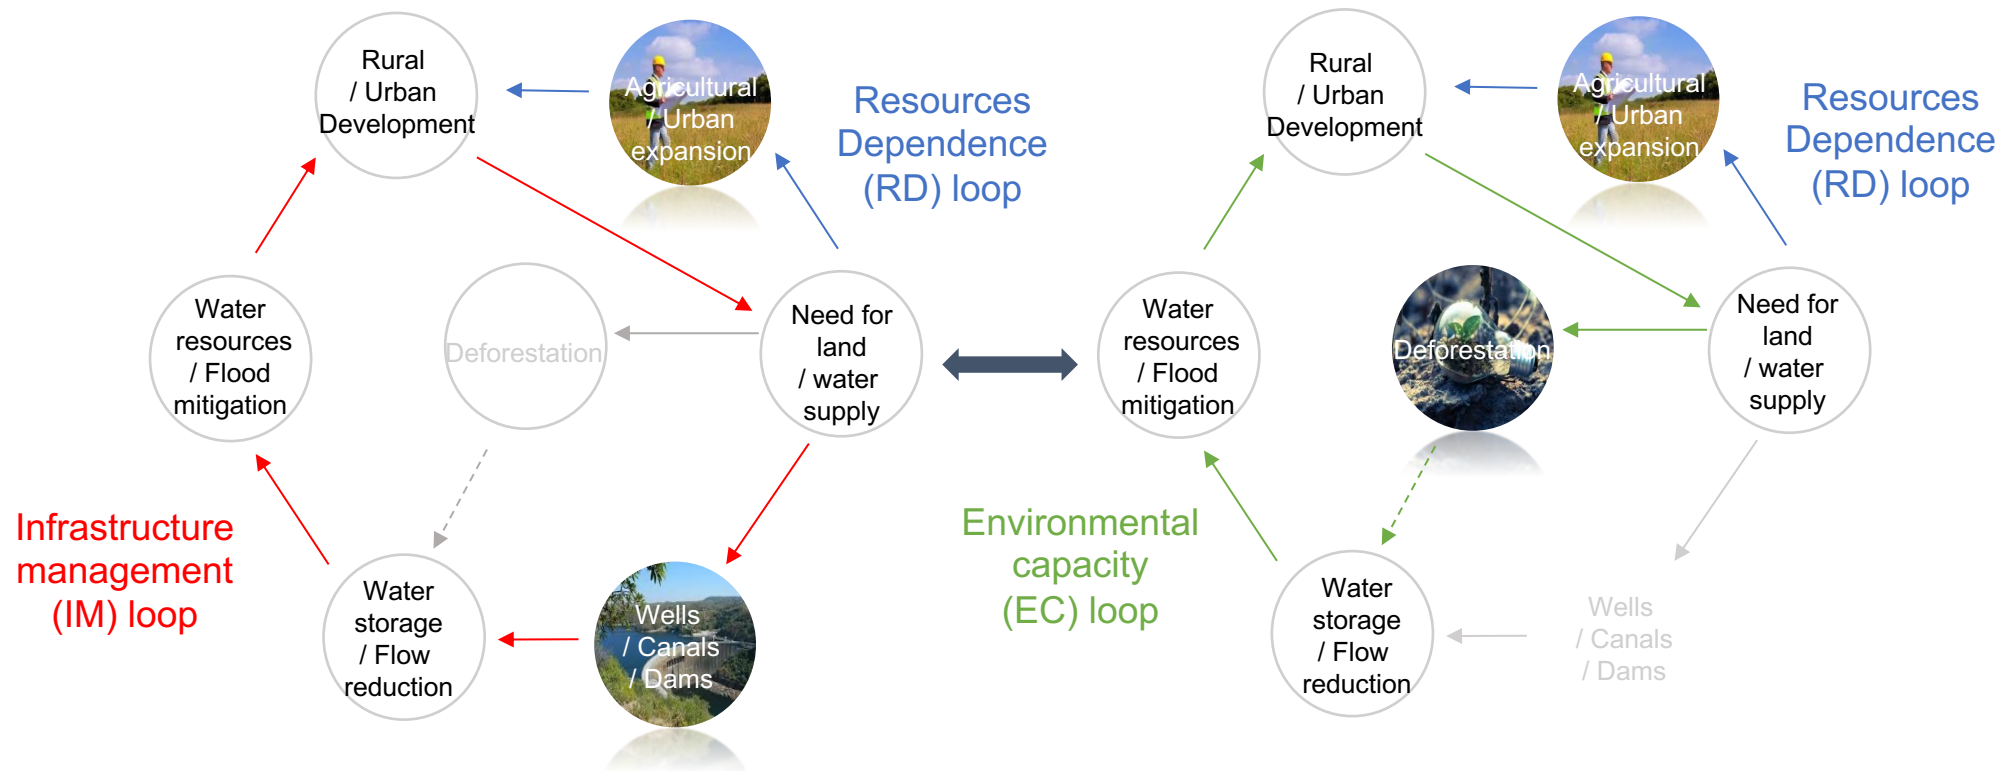 Rural
/ Urban
Development
Agricultural
/ Urban
expansion
Resources
Dependence
(RD) loop
Water
resources
/ Flood
mitigation
Deforestation
Need for
land
/ water
supply
Infrastructure
management
(IM) loop
Water
storage
/ Flow
reduction
Wells
/ Canals
/ Dams
Rural
/ Urban
Development
Agricultural
/ Urban
expansion
Resources
Dependence
(RD) loop
Water
resources
/ Flood
mitigation
Deforestation
Need for
land
/ water
supply
Environmental
capacity
(EC) loop
Water
storage
/ Flow
reduction
Wells
/ Canals
/ Dams